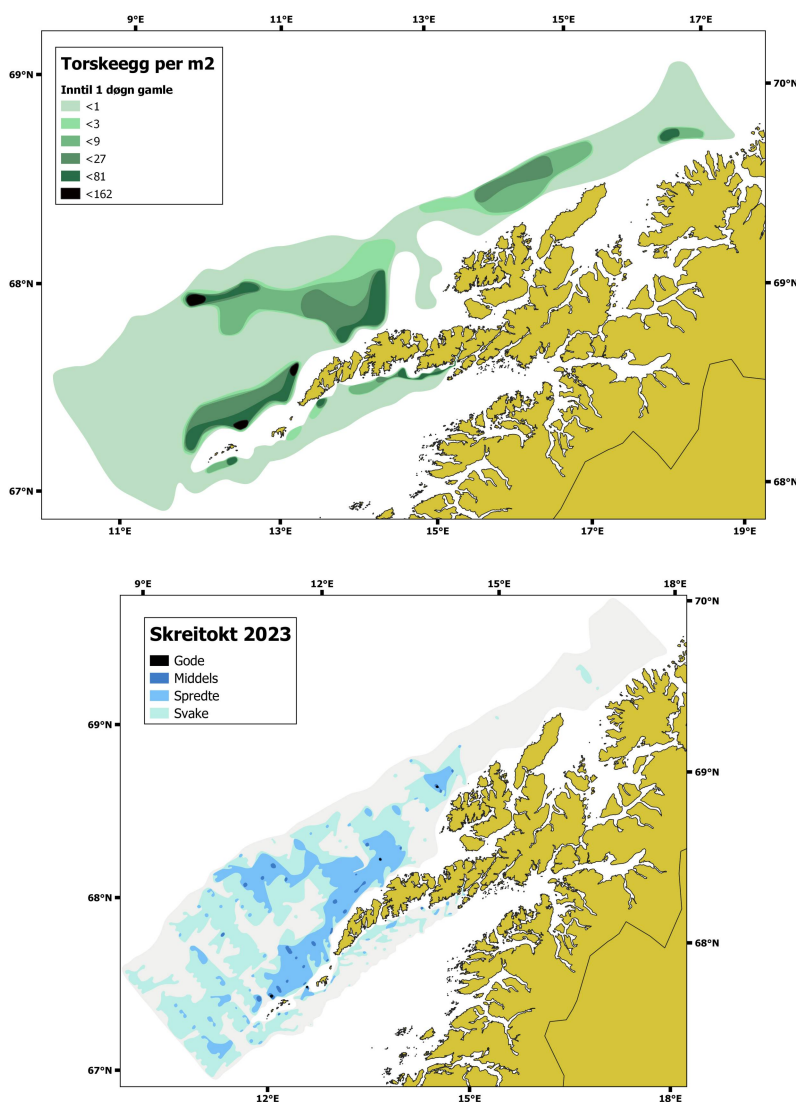 9°E 11°E 13°E 15°E 17°E
Torskeegg per m2
Inntil 1 døgn gamle
<1
<3
<9
<27
<81
<162
69°N
70°N
68°N
69°N
67°N
68°N
11°E 13°E 15°E 17°E 19°E
9°E 12°E 15°E 18°E
70°N
Skreitokt 2023
Gode
Middels
Spredte
Svake
69°N
69°N
68°N
68°N
67°N
12°E 15°E 18°E